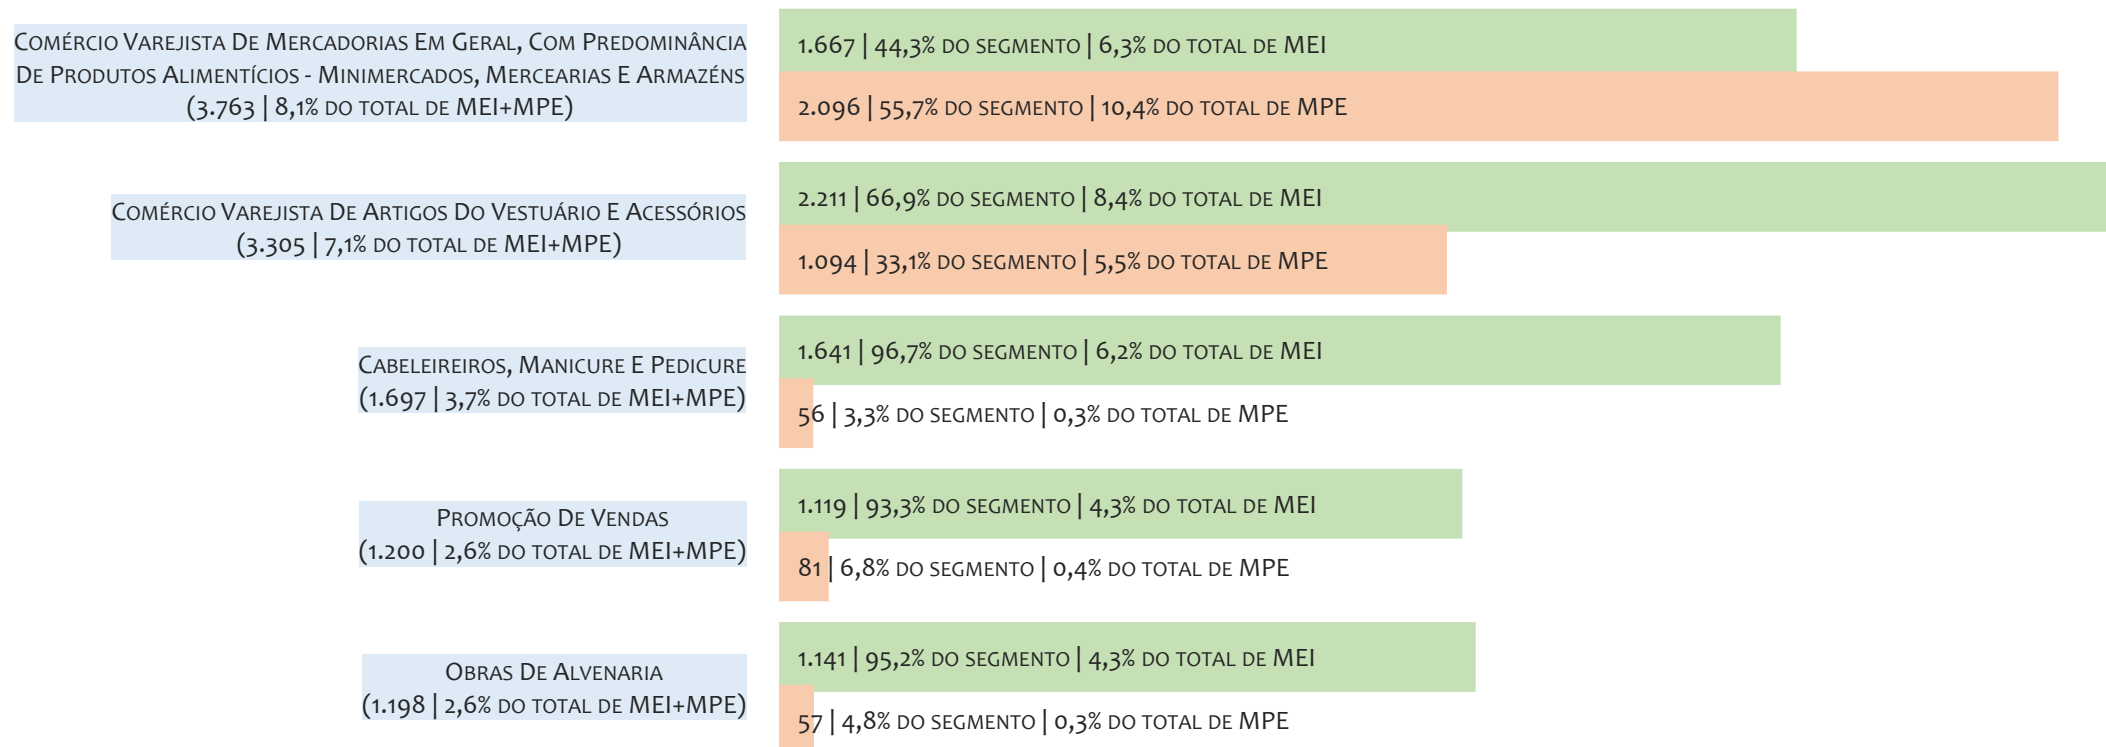 Comércio Varejista De Mercadorias Em Geral, Com Predominância
De Produtos Alimentícios - Minimercados, Mercearias E Armazéns
(3.763 | 8,1% do total de MEI+MPE)
1.667 | 44,3% do segmento | 6,3% do total de MEI
2.096 | 55,7% do segmento | 10,4% do total de MPE
Comércio Varejista De Artigos Do Vestuário E Acessórios
(3.305 | 7,1% do total de MEI+MPE)
2.211 | 66,9% do segmento | 8,4% do total de MEI
1.094 | 33,1% do segmento | 5,5% do total de MPE
Cabeleireiros, Manicure E Pedicure
(1.697 | 3,7% do total de MEI+MPE)
1.641 | 96,7% do segmento | 6,2% do total de MEI
56 | 3,3% do segmento | 0,3% do total de MPE
Promoção De Vendas
(1.200 | 2,6% do total de MEI+MPE)
1.119 | 93,3% do segmento | 4,3% do total de MEI
81 | 6,8% do segmento | 0,4% do total de MPE
Obras De Alvenaria
(1.198 | 2,6% do total de MEI+MPE)
1.141 | 95,2% do segmento | 4,3% do total de MEI
57 | 4,8% do segmento | 0,3% do total de MPE